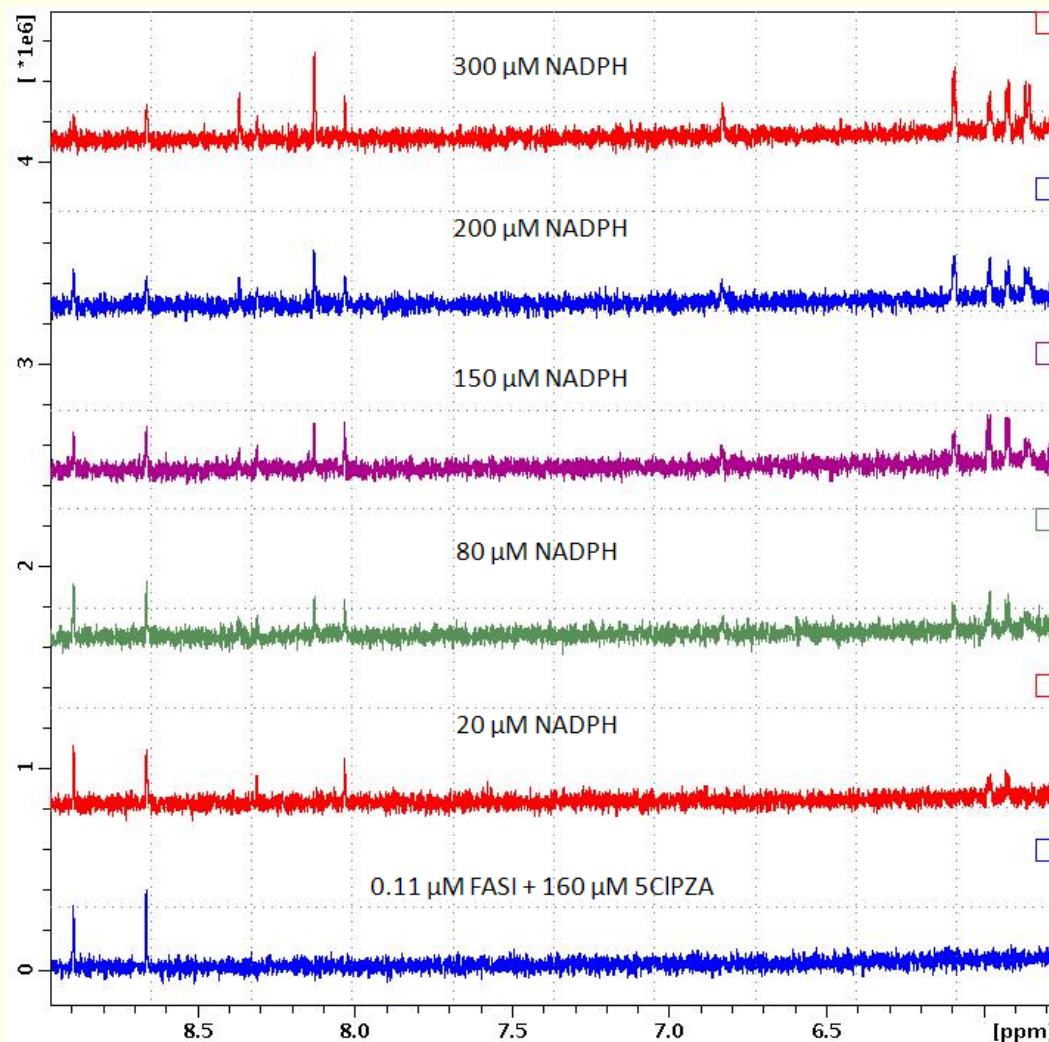 [ *1e6]
300 µM NADPH
4
200 µM NADPH
3
150 µM NADPH
80 µM NADPH
2
20 µM NADPH
1
0.11 µM FASI + 160 µM 5ClPZA
0
8.5 8.0 7.5 7.0 6.5 [ppm]